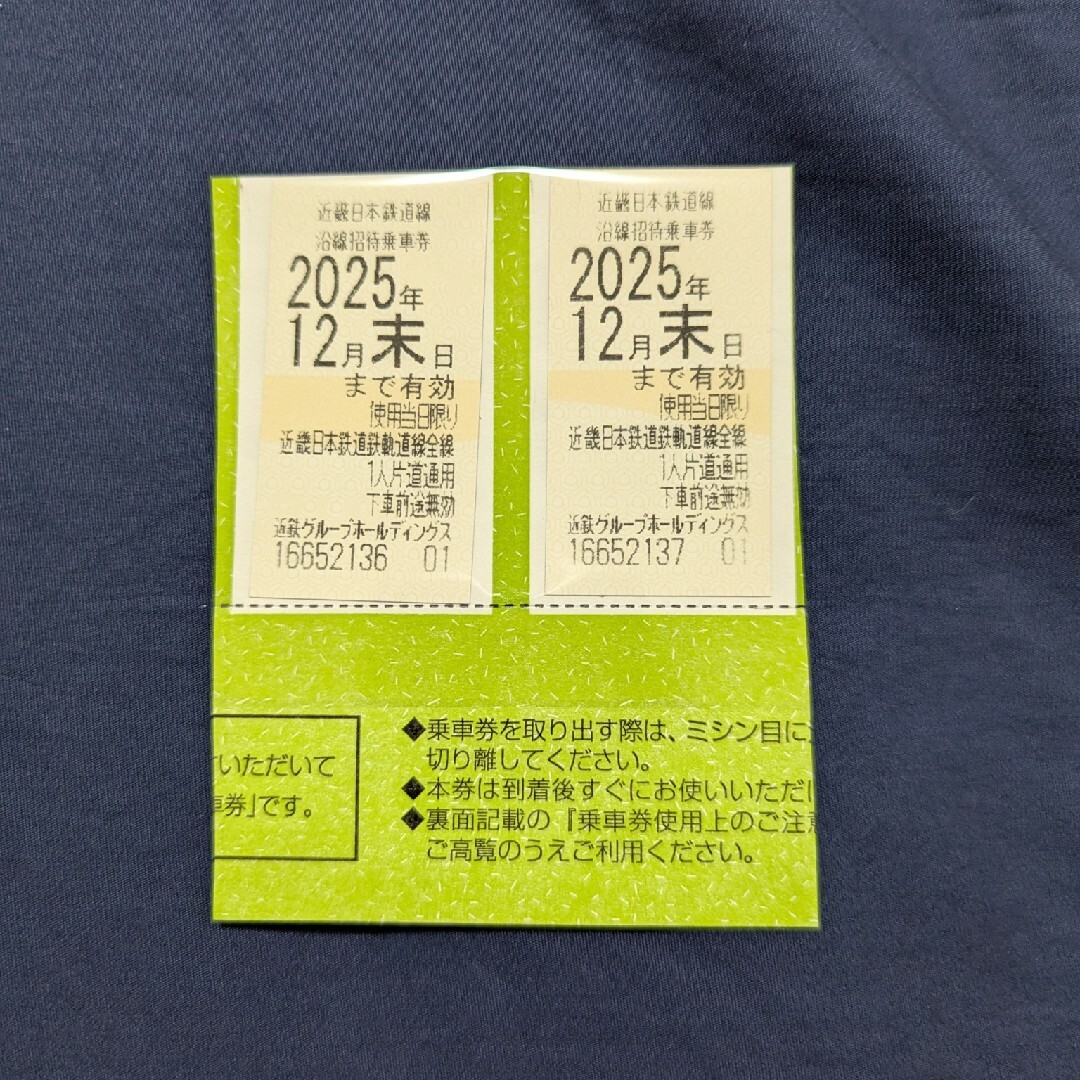 近畿日本鉄道線
沿線招待乗車券
2025年
12月末日
まで有効
使用当日限り
近畿日本鉄道鉄軌道線全線
1人片道通用
下車前途無効
近鉄グループホールディングス
16652136 01
近畿日本鉄道線
沿線招待乗車券
2025年
12月末日
まで有効
使用当日限り
近畿日本鉄道鉄軌道線全線
1人片道通用
下車前途無効
近鉄グループホールディングス
16652137 01
いただいて
券」です。
◆乗車券を取り出す際は、ミシン目に
切り離してください。
◆本券は到着後すぐにお使いいただ
◆裏面記載の『乗車券使用上のご注意
ご高覧のうえご利用ください。